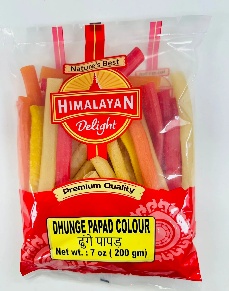 Nature's Best
HIMALAYAN
Delight
Premium Quality
DHUNGE PAPAD COLOUR
ढूंगे पापड
Net wt. : 7 oz ( 200 gm)